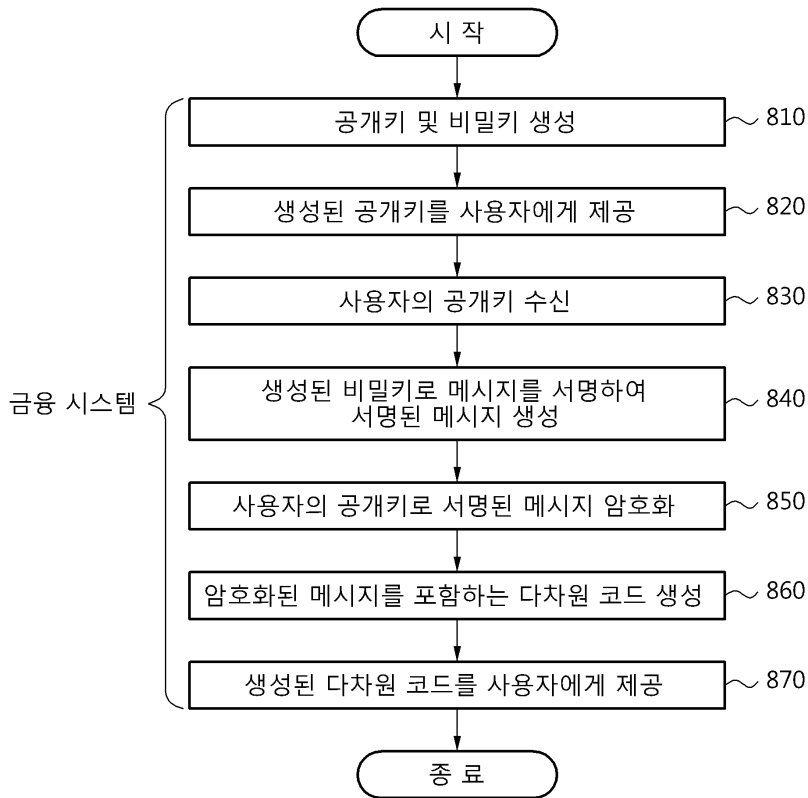 시 작
공개키 및 비밀키 생성
810
생성된 공개키를 사용자에게 제공
820
사용자의 공개키 수신
830
금융 시스템
생성된 비밀키로 메시지를 서명하여
서명된 메시지 생성
840
사용자의 공개키로 서명된 메시지 암호화
850
암호화된 메시지를 포함하는 다차원 코드 생성
860
생성된 다차원 코드를 사용자에게 제공
870
종 료